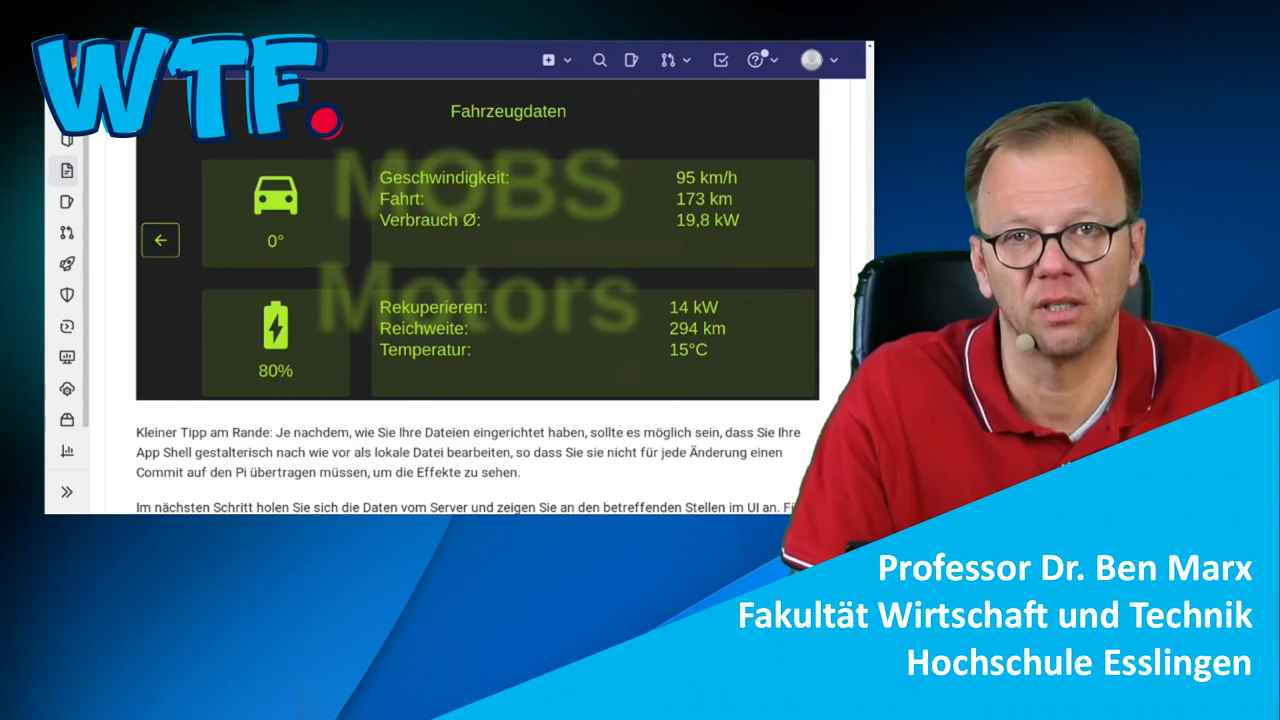 WTF.
Fahrzeugdaten
MOBS
Motors
Geschwindigkeit: 95 km/h
Fahrt: 173 km
Verbrauch Ø: 19,8 kW
0°
Rekuperieren: 14 kW
Reichweite: 294 km
Temperatur: 15°C
80%
Kleiner Tipp am Rande: Je nachdem, wie Sie Ihre Dateien eingerichtet haben, sollte es möglich sein, dass Sie Ihre
App Shell gestalterisch nach wie vor als lokale Datei bearbeiten, so dass Sie sie nicht für jede Änderung einen
Commit auf den Pi übertragen müssen, um die Effekte zu sehen.
Im nächsten Schritt holen Sie sich die Daten vom Server und zeigen Sie an den betreffenden Stellen im UI an.
Professor Dr. Ben Marx
Fakultät Wirtschaft und Technik
Hochschule Esslingen